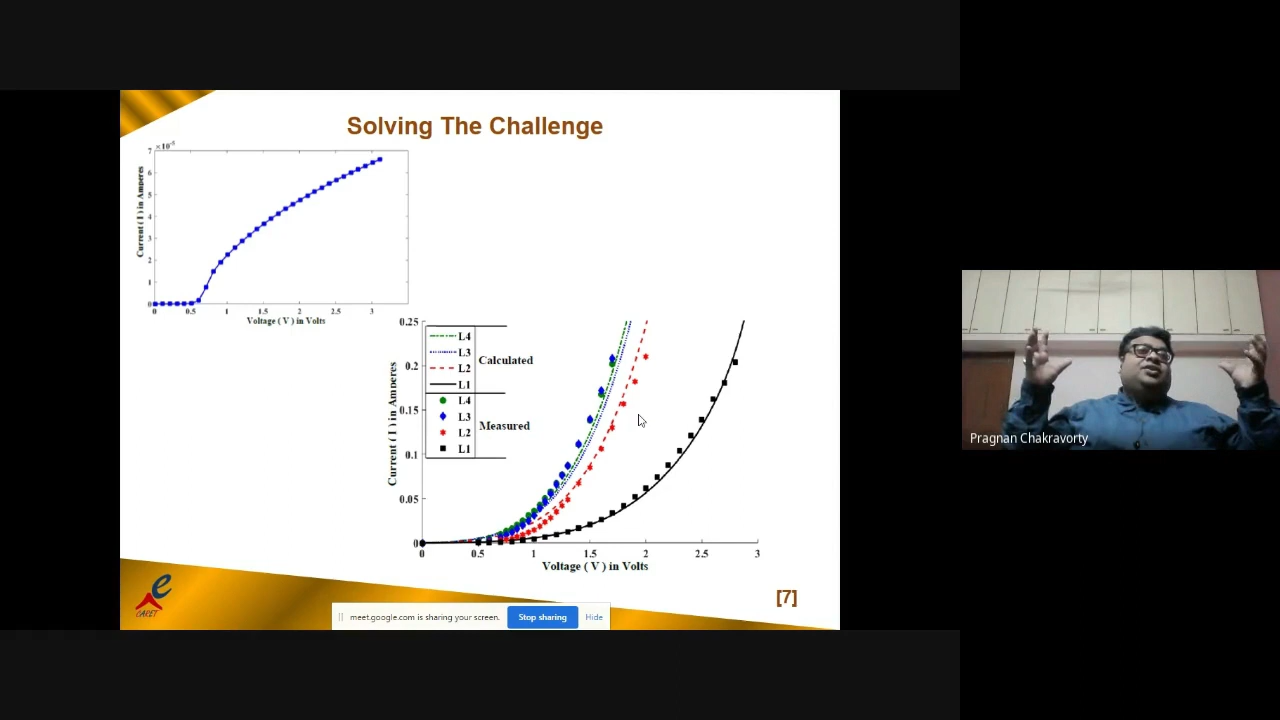 Solving The Challenge
×10⁻³
Current ( I ) in Amperes
7
6
5
4
3
2
1
0
0 0.5 1 1.5 2 2.5 3
Voltage ( V ) in Volts
Current ( I ) in Amperes
0.25
0.2
0.15
0.1
0.05
0
L4
L3
L2
L1
Calculated
L4
L3
L2
L1
Measured
0 0.5 1 1.5 2 2.5 3
Voltage ( V ) in Volts
[7]
e
CARET
meet.google.com is sharing your screen. Stop sharing Hide
Pragnan Chakravorty